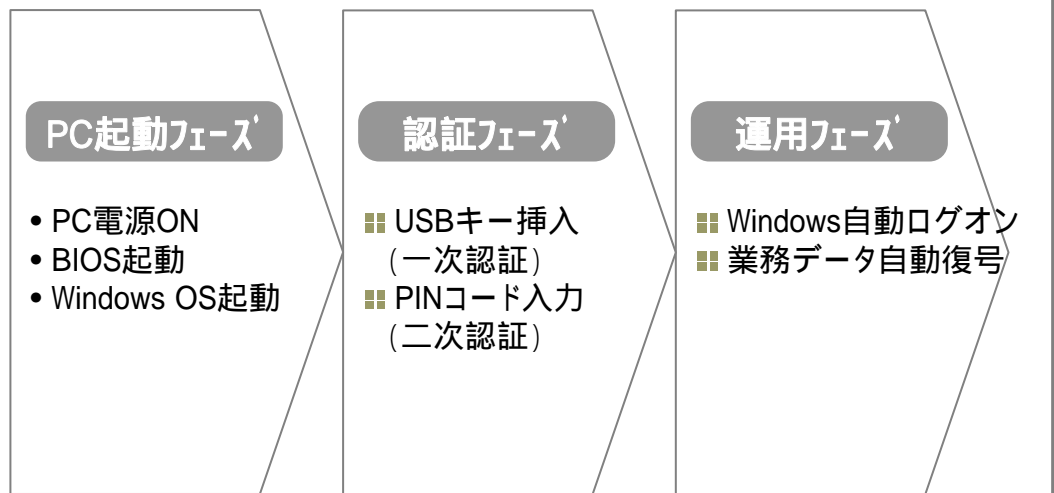 PC起動ﾌｪｰｽﾞ
• PC電源ON
• BIOS起動
• Windows OS起動
認証ﾌｪｰｽﾞ
USBキー挿入
(一次認証)
PINコード入力
(二次認証)
運用ﾌｪｰｽﾞ
Windows自動ログオン
業務データ自動復号